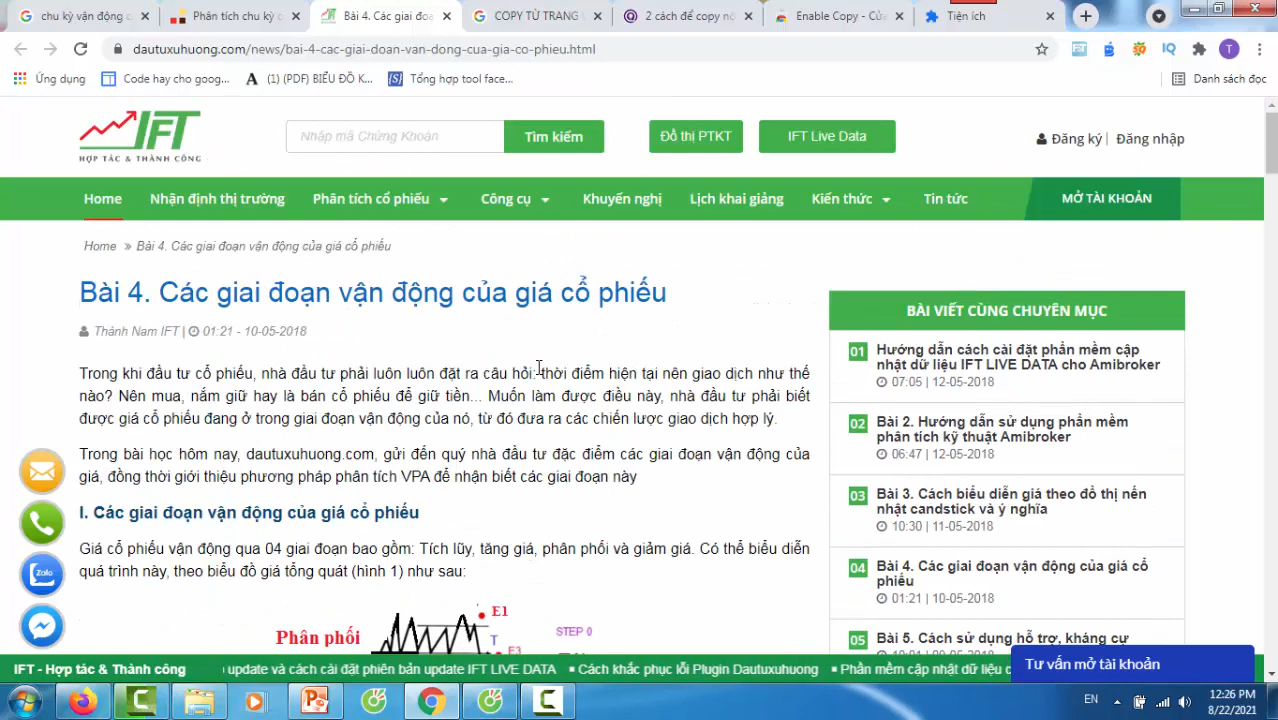 chu kỳ vận động c
Phân tích chu kỳ c
Bài 4. Các giai đoạ
COPY TỪ TRANG
2 cách để copy nộ
Enable Copy - Cửa
Tiện ích
dautuxuhuong.com/news/bai-4-cac-giai-doan-van-dong-cua-gia-co-phieu.html
IQ
T
Ứng dụng
Code hay cho goog...
(1) (PDF) BIỂU ĐỒ K...
Tổng hợp tool face...
Danh sách đọc
IFT
HỢP TÁC & THÀNH CÔNG
Nhập mã Chứng Khoán
Tìm kiếm
Đồ thị PTKT
IFT Live Data
Đăng ký | Đăng nhập
Home
Nhận định thị trường
Phân tích cổ phiếu
Công cụ
Khuyến nghị
Lịch khai giảng
Kiến thức
Tin tức
MỞ TÀI KHOẢN
Home » Bài 4. Các giai đoạn vận động của giá cổ phiếu
Bài 4. Các giai đoạn vận động của giá cổ phiếu
Thành Nam IFT | 01:21 - 10-05-2018
Trong khi đầu tư cổ phiếu, nhà đầu tư phải luôn luôn đặt ra câu hỏi: thời điểm hiện tại nên giao dịch như thế
nào? Nên mua, nắm giữ hay là bán cổ phiếu để giữ tiền... Muốn làm được điều này, nhà đầu tư phải biết
được giá cổ phiếu đang ở trong giai đoạn vận động của nó, từ đó đưa ra các chiến lược giao dịch hợp lý.
Trong bài học hôm nay, dautuxuhuong.com, gửi đến quý nhà đầu tư đặc điểm các giai đoạn vận động của
giá, đồng thời giới thiệu phương pháp phân tích VPA để nhận biết các giai đoạn này
I. Các giai đoạn vận động của giá cổ phiếu
Giá cổ phiếu vận động qua 04 giai đoạn bao gồm: Tích lũy, tăng giá, phân phối và giảm giá. Có thể biểu diễn
quá trình này, theo biểu đồ giá tổng quát (hình 1) như sau:
Phân phối
E1
T
E3
STEP 0
BÀI VIẾT CÙNG CHUYÊN MỤC
01
Hướng dẫn cách cài đặt phần mềm cập
nhật dữ liệu IFT LIVE DATA cho Amibroker
07:05 | 12-05-2018
02
Bài 2. Hướng dẫn sử dụng phần mềm
phân tích kỹ thuật Amibroker
06:47 | 12-05-2018
03
Bài 3. Cách biểu diễn giá theo đồ thị nến
nhật candstick và ý nghĩa
10:30 | 11-05-2018
04
Bài 4. Các giai đoạn vận động của giá cổ
phiếu
01:21 | 10-05-2018
05
Bài 5. Cách sử dụng hỗ trợ, kháng cự
Zalo
Tư vấn mở tài khoản
IFT - Hợp tác & Thành công
update và cách cài đặt phiên bản update IFT LIVE DATA
Cách khắc phục lỗi Plugin Dautuxuhuong
Phần mềm cập nhật dữ liệu c
EN
12:26 PM
8/22/2021